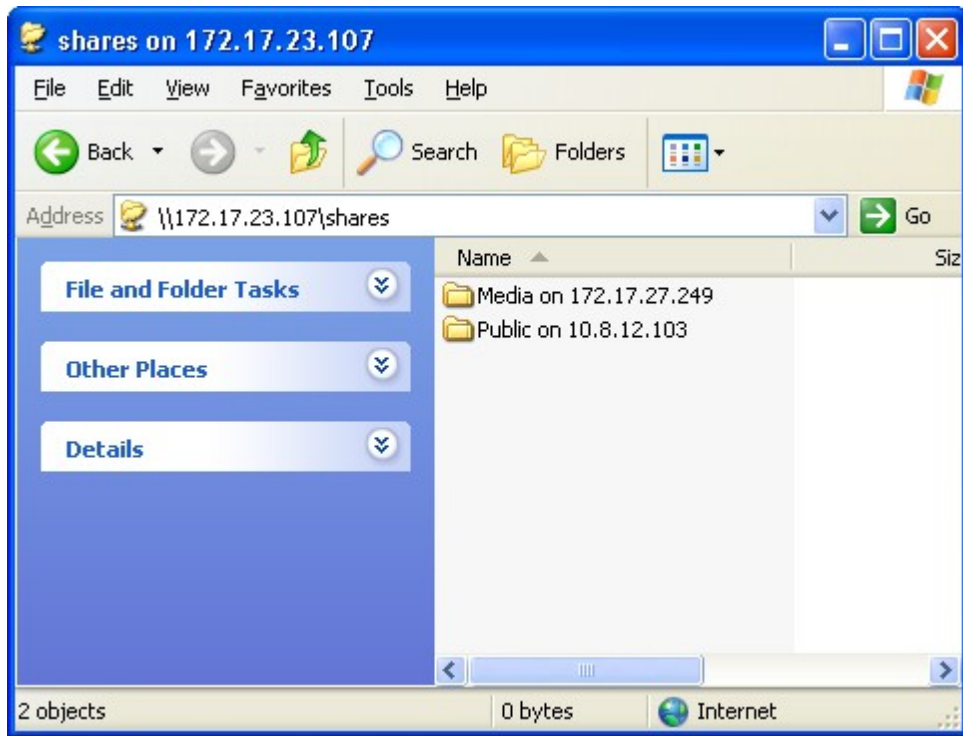 shares on 172.17.23.107
File Edit View Favorites Tools Help
Back Search Folders
Address \\172.17.23.107\shares Go
Name Siz
File and Folder Tasks
Media on 172.17.27.249
Public on 10.8.12.103
Other Places
Details
2 objects 0 bytes Internet